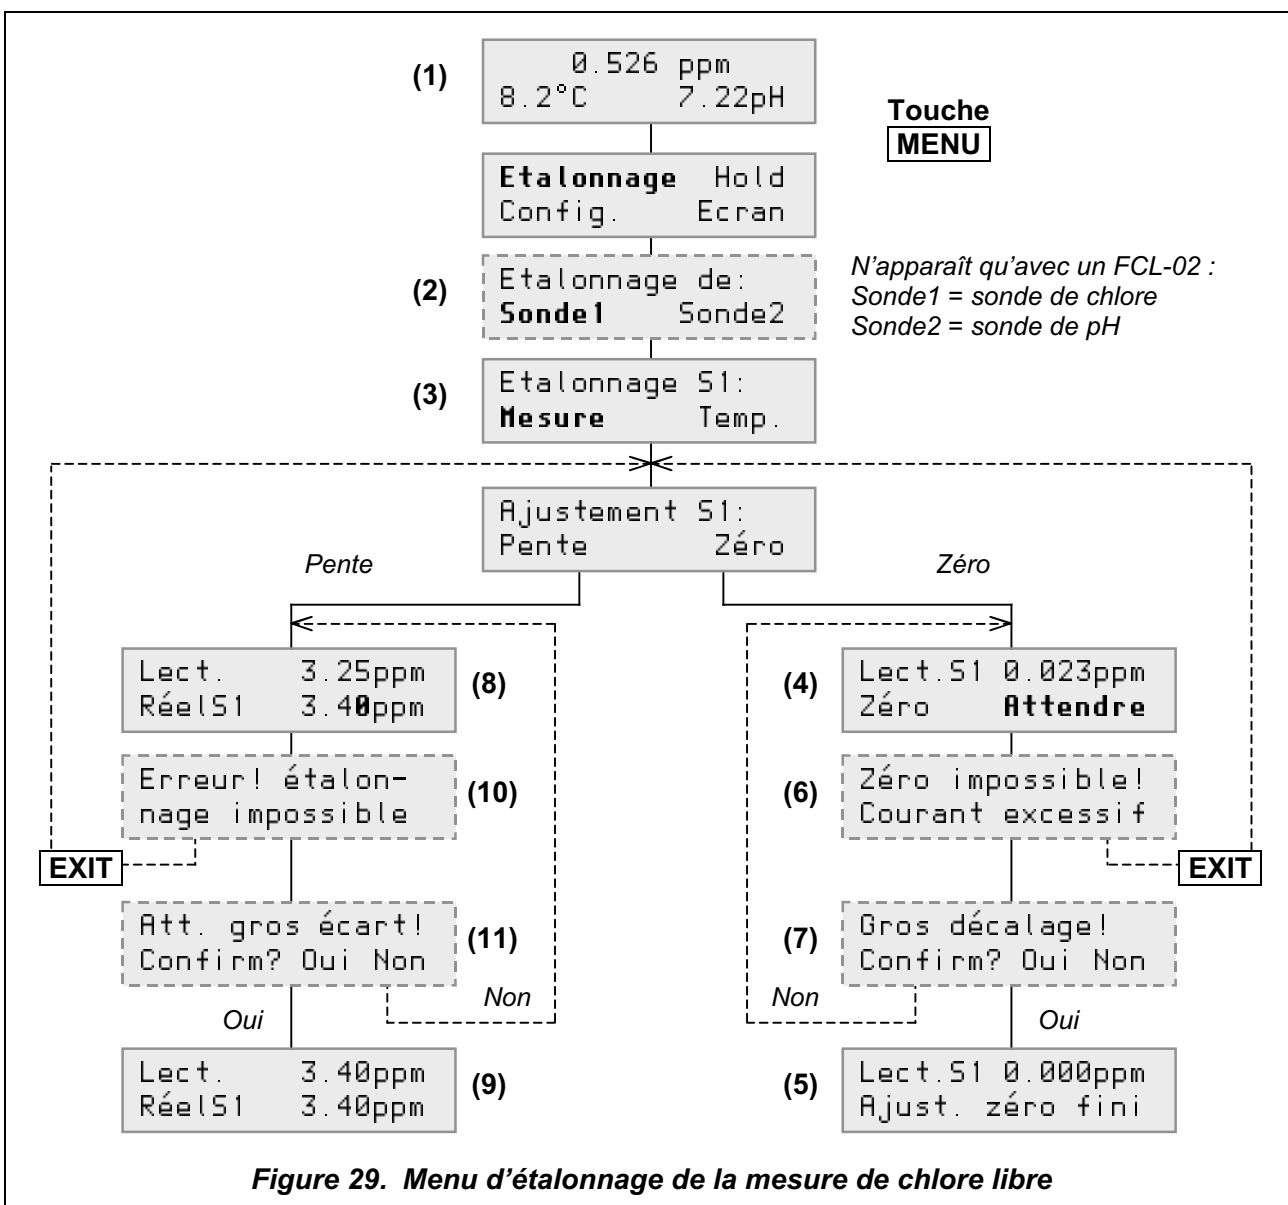 (1)
0.526 ppm
8.2°C 7.22pH
Touche
MENU
Etalonnage Hold
Config. Ecran
(2)
Etalonnage de:
Sonde1 Sonde2
N'apparaît qu'avec un FCL-02 :
Sonde1 = sonde de chlore
Sonde2 = sonde de pH
(3)
Etalonnage S1:
Mesure Temp.
Ajustement S1:
Pente Zéro
Pente
Zéro
Lect. 3.25ppm
RéelS1 3.40ppm
(8)
(4)
Lect.S1 0.023ppm
Zéro Attendre
Erreur! étalon-
nage impossible
(10)
(6)
Zéro impossible!
Courant excessif
EXIT
EXIT
Att. gros écart!
Confirm? Oui Non
(11)
(7)
Gros décalage!
Confirm? Oui Non
Non
Non
Oui
Oui
Lect. 3.40ppm
RéelS1 3.40ppm
(9)
(5)
Lect.S1 0.000ppm
Ajust. zéro fini
Figure 29. Menu d'étalonnage de la mesure de chlore libre